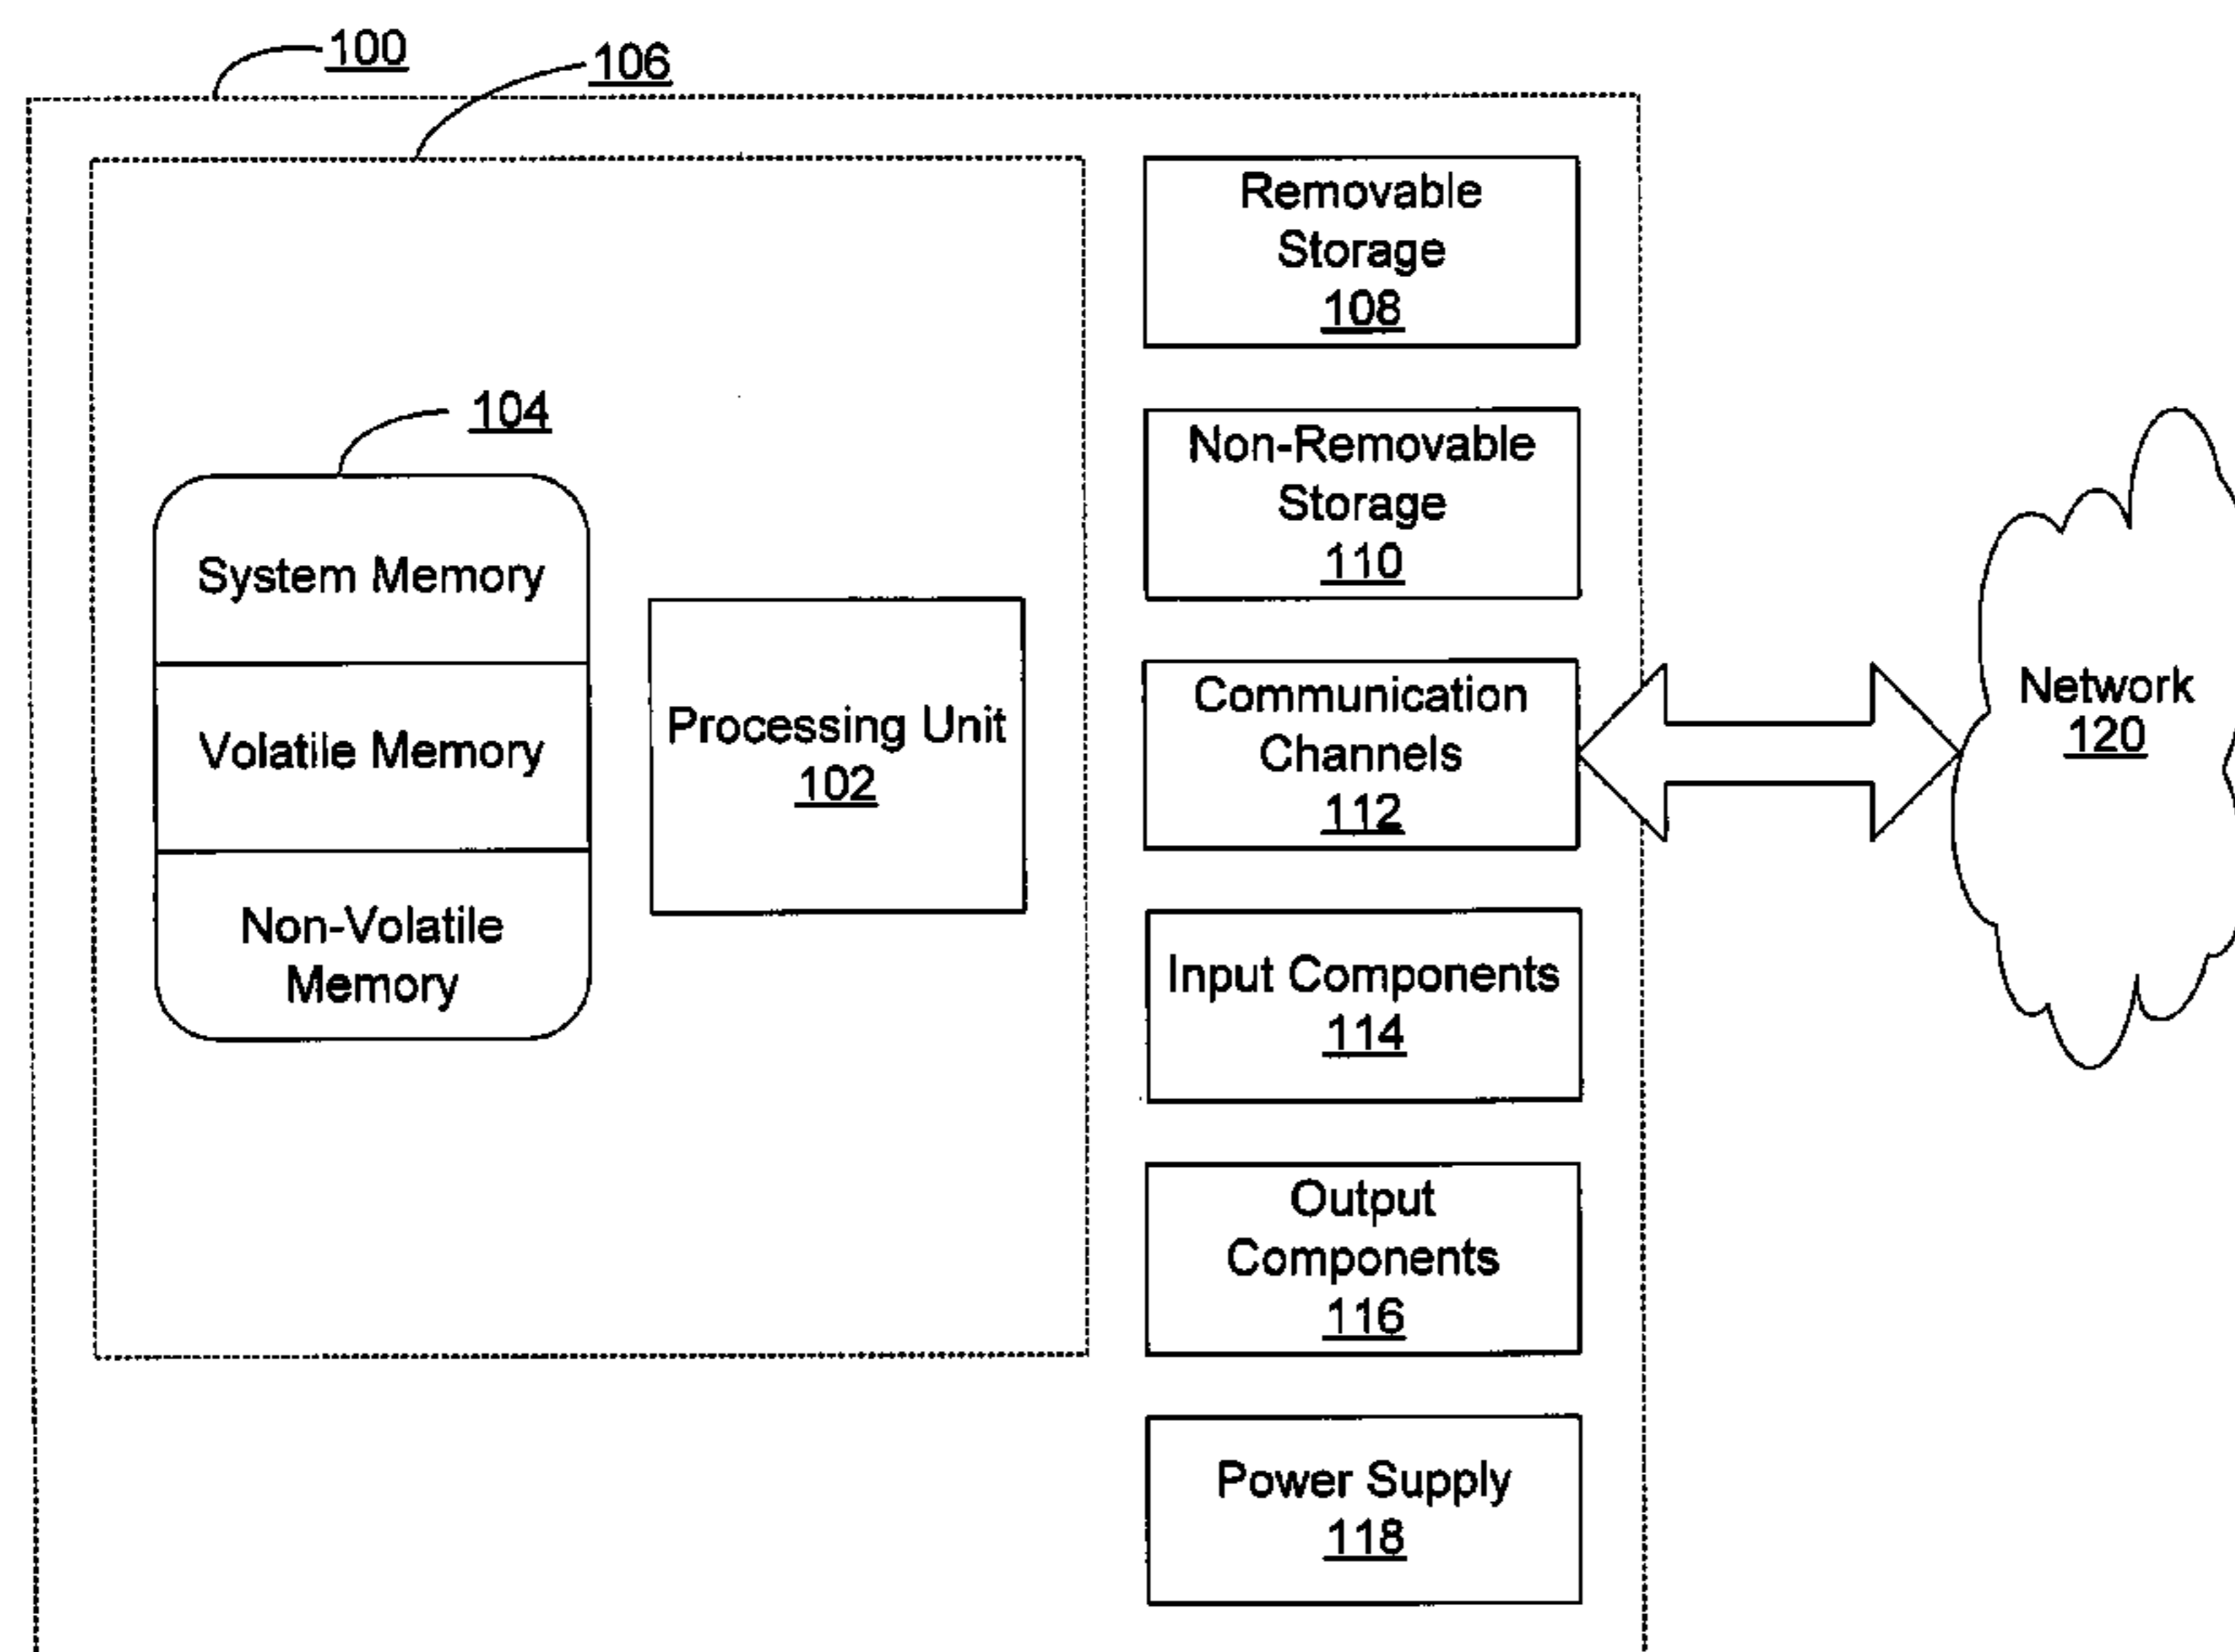 100
106
Removable
Storage
108
104
Non-Removable
Storage
110
System Memory
Volatile Memory
Non-Volatile
Memory
Processing Unit
102
Communication
Channels
112
Network
120
Input Components
114
Output
Components
116
Power Supply
118